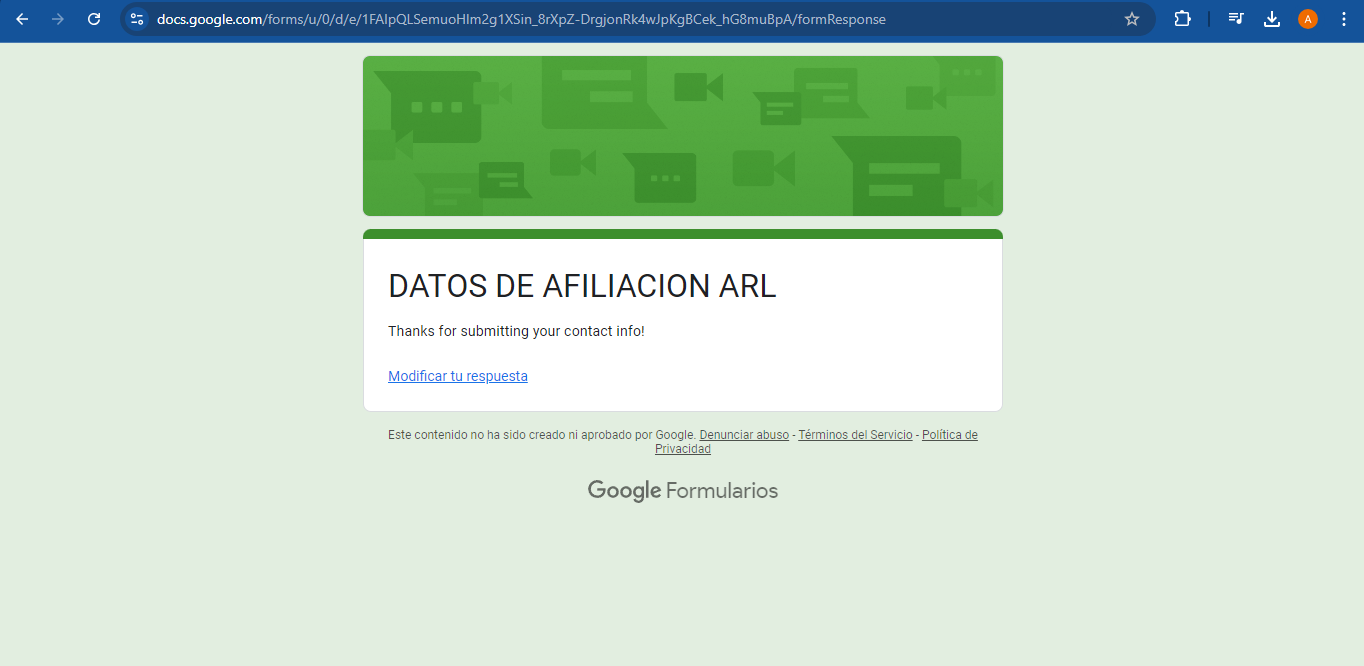 docs.google.com/forms/u/0/d/e/1FAIpQLSemuoHIm2g1XSin_8rXpZ-DrgjonRk4wJpKgBCek_hG8muBpA/formResponse
A
DATOS DE AFILIACION ARL
Thanks for submitting your contact info!
Modificar tu respuesta
Este contenido no ha sido creado ni aprobado por Google. Denunciar abuso - Términos del Servicio - Política de
Privacidad
Google Formularios